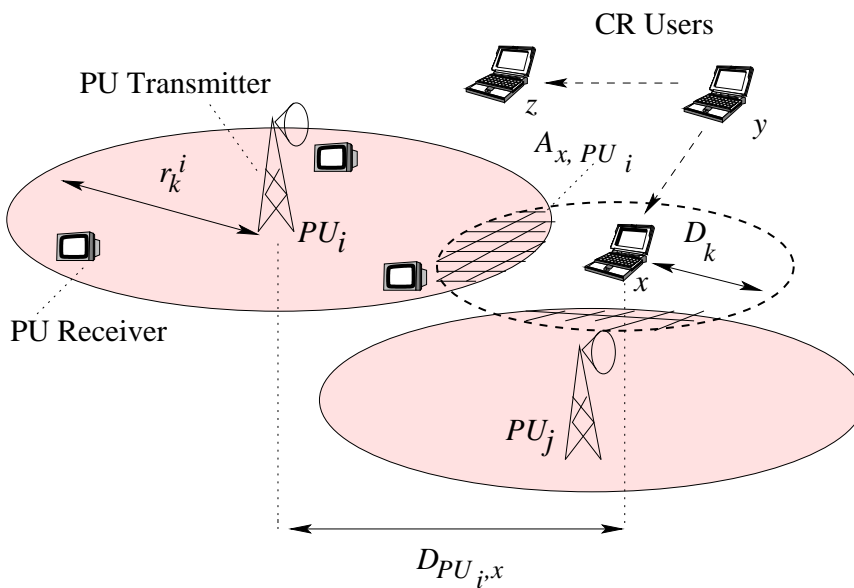 CR Users
PU Transmitter
z
y
A_{x, PU_i}
r_k^i
PU_i
D_k
x
PU Receiver
PU_j
D_{PU_i,x}